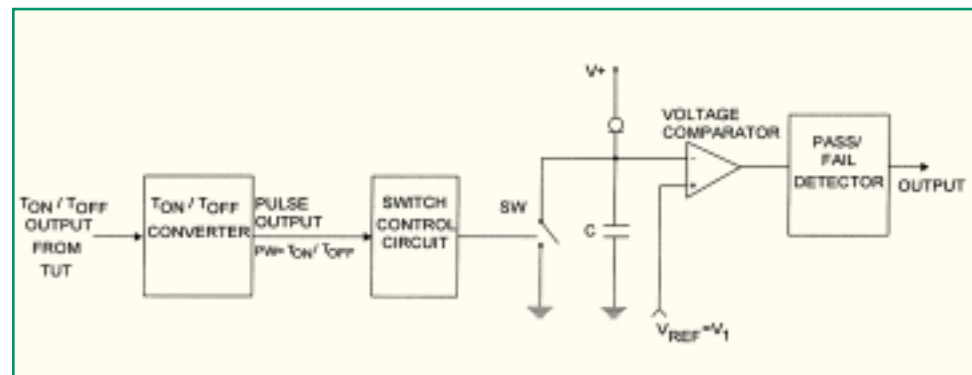 V+
VOLTAGE
COMPARATOR
PASS/
FAIL
DETECTOR
OUTPUT
-
+
TON / TOFF
OUTPUT
FROM
TUT
TON / TOFF
CONVERTER
PULSE
OUTPUT
PW= TON / TOFF
SWITCH
CONTROL
CIRCUIT
SW
C
VREF=V1